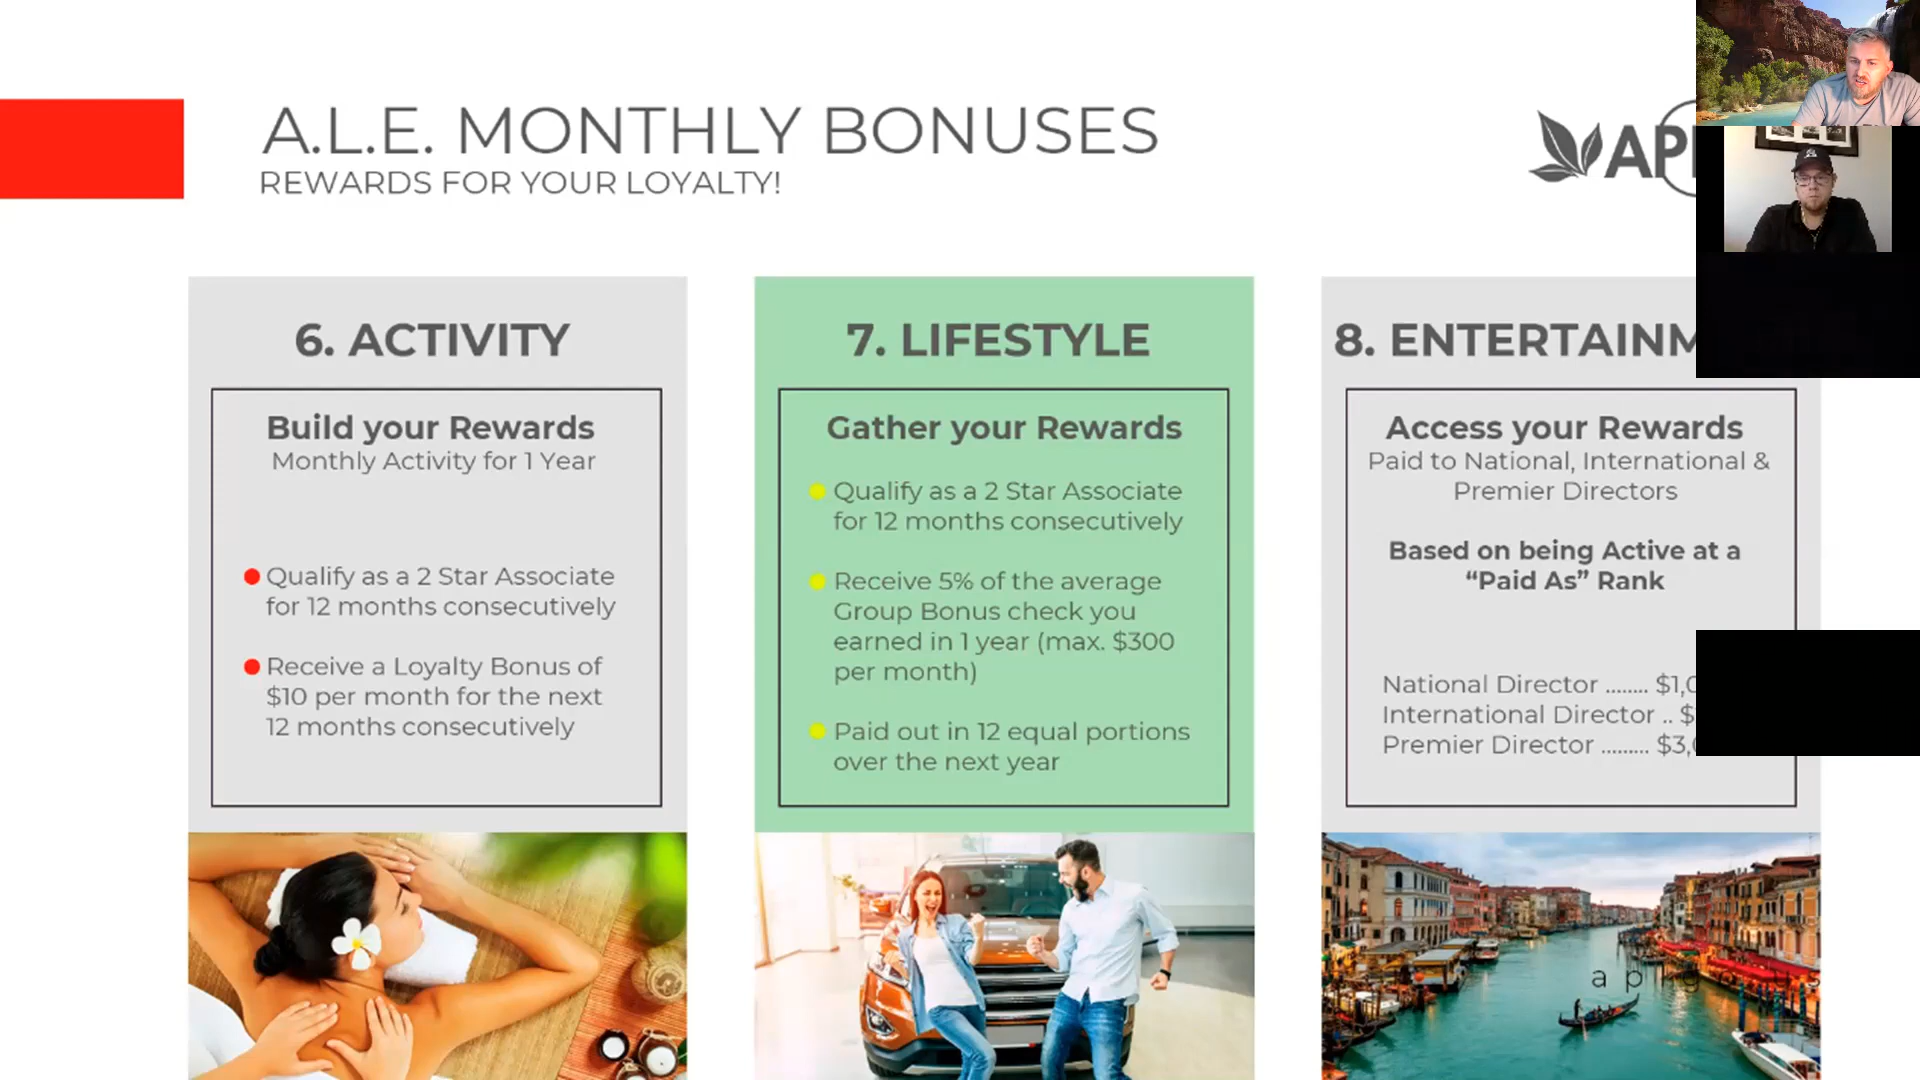 A.L.E. MONTHLY BONUSES
REWARDS FOR YOUR LOYALTY!
6. ACTIVITY
Build your Rewards
Monthly Activity for 1 Year
Qualify as a 2 Star Associate
for 12 months consecutively
Receive a Loyalty Bonus of
$10 per month for the next
12 months consecutively
7. LIFESTYLE
Gather your Rewards
Qualify as a 2 Star Associate
for 12 months consecutively
Receive 5% of the average
Group Bonus check you
earned in 1 year (max. $300
per month)
Paid out in 12 equal portions
over the next year
8.
Access your Rewards
Paid to National, International &
Premier Directors
Based on being Active at a
“Paid As” Rank
National Director ........
International Director ..
Premier Director .........